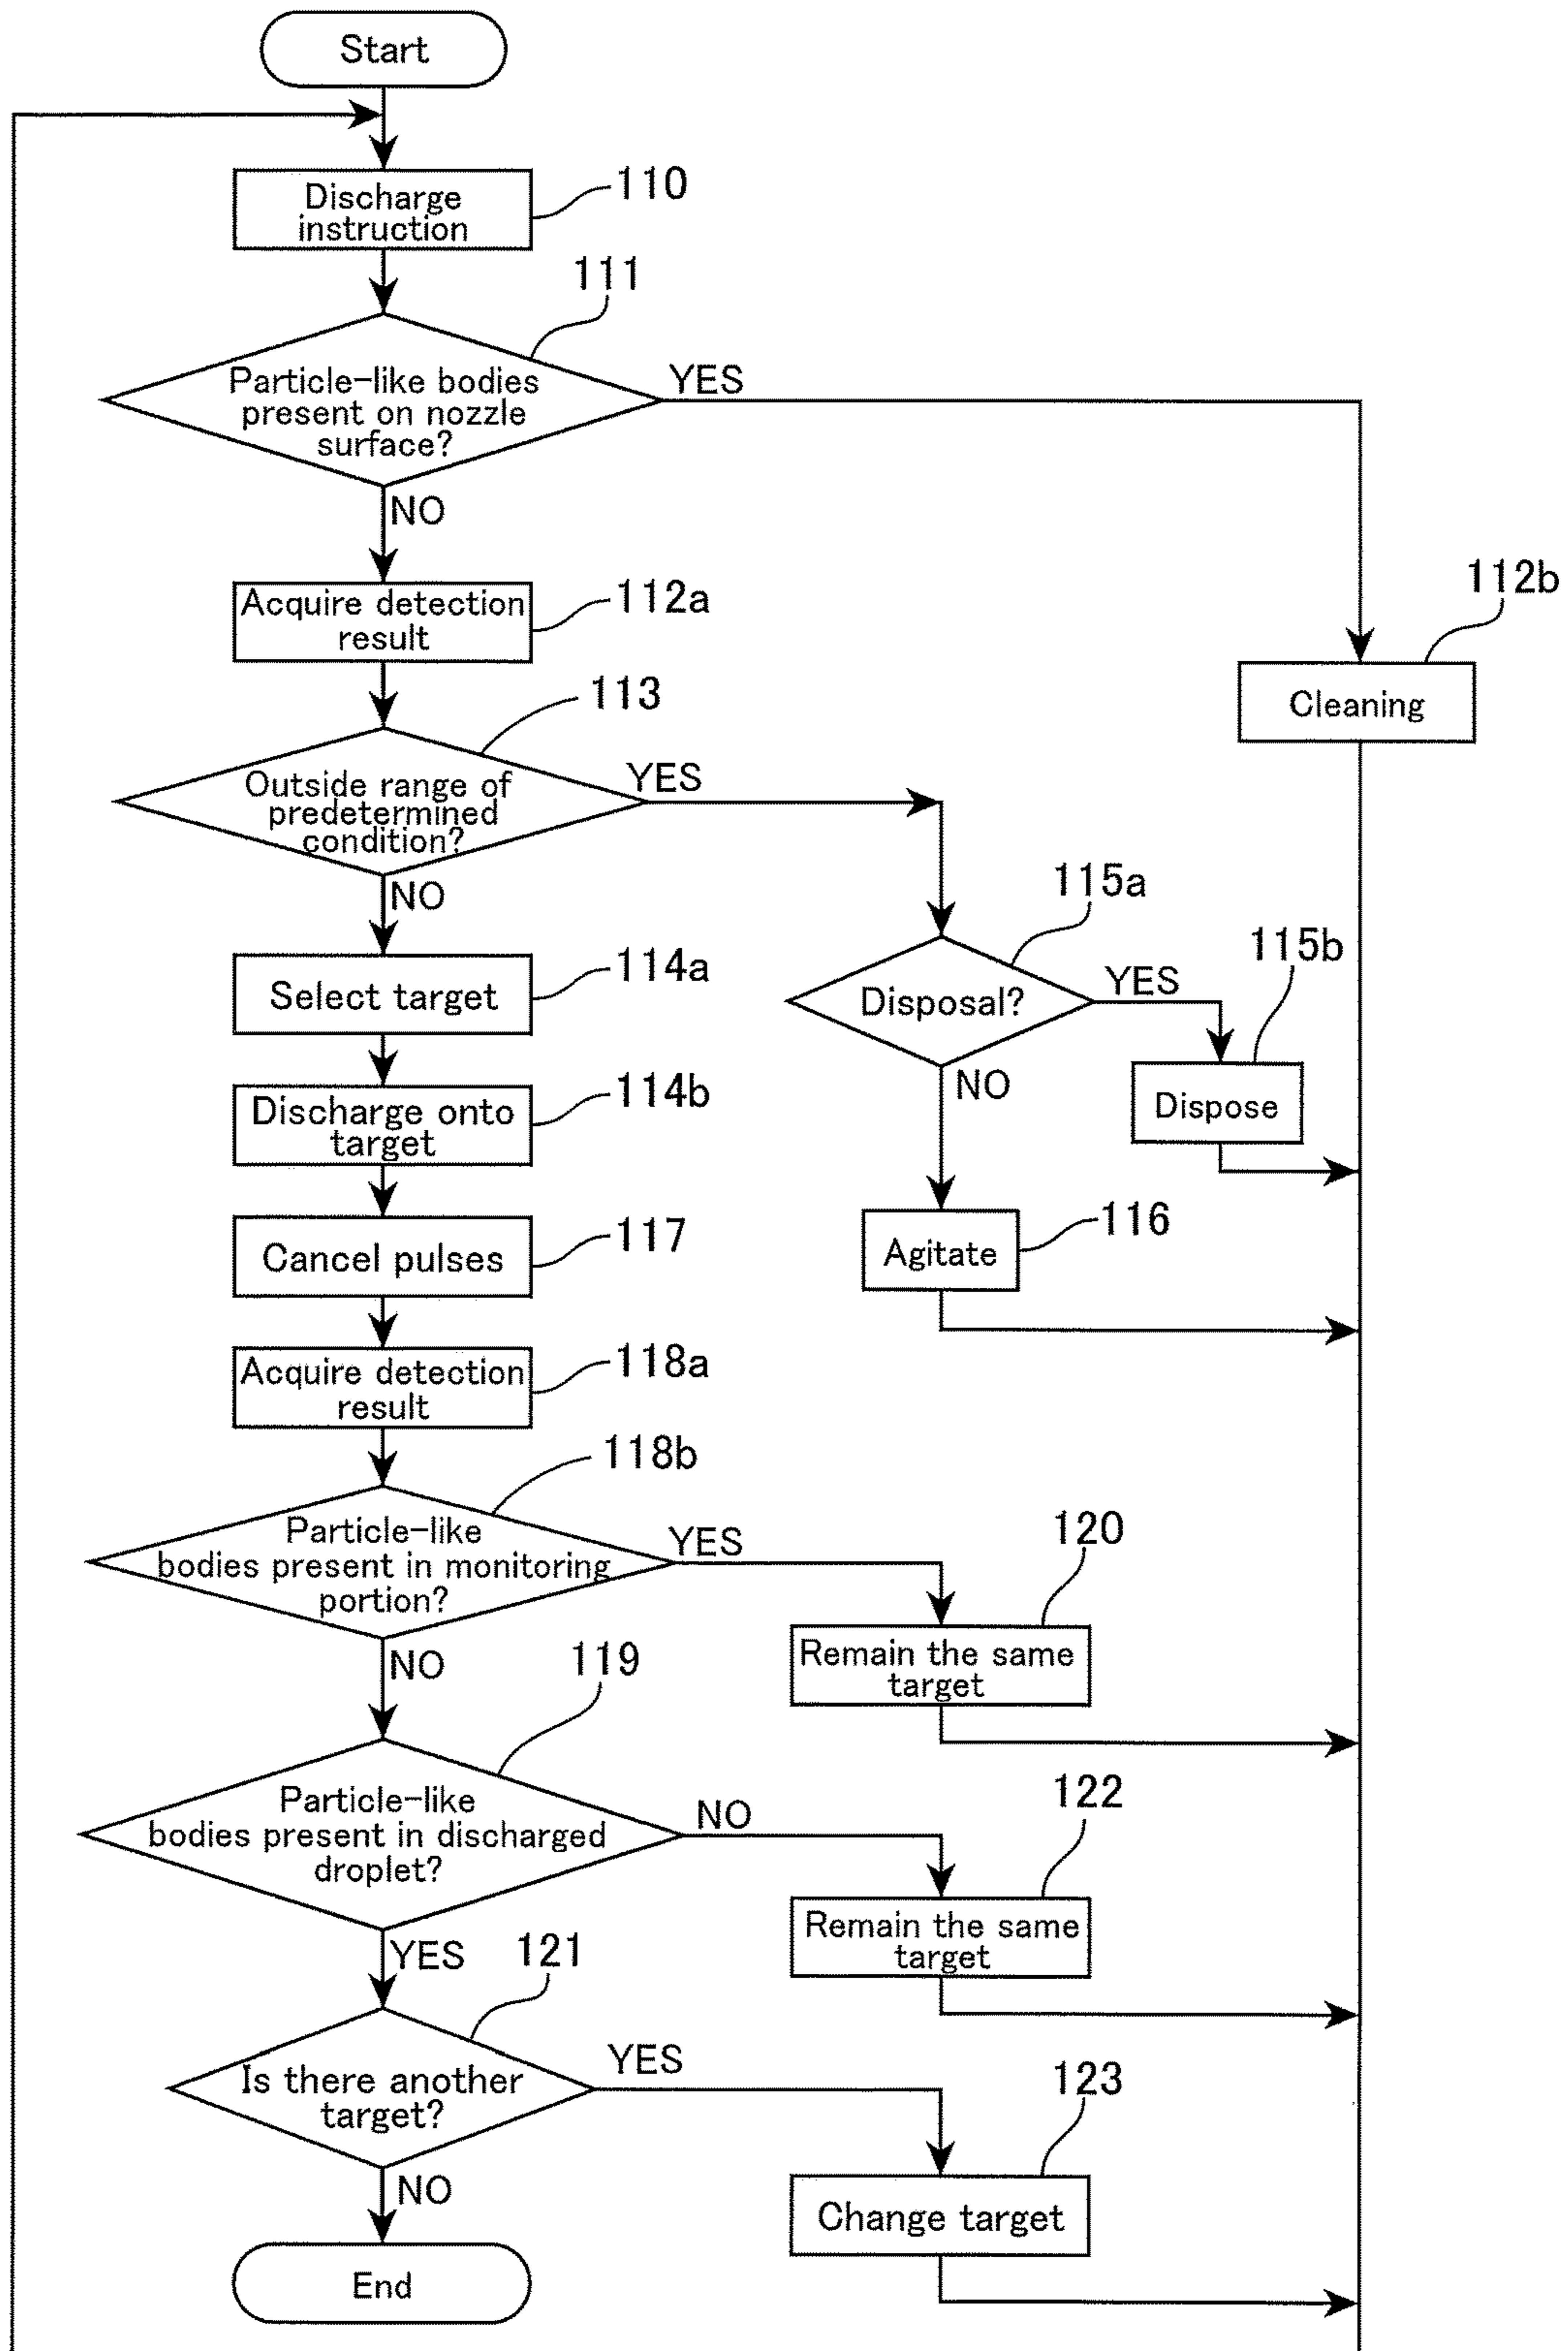 Start
Discharge
instruction
110
111
Particle-like bodies
present on nozzle
surface?
YES
NO
Acquire detection
result
112a
112b
Cleaning
113
Outside range of
predetermined
condition?
YES
NO
115a
Disposal?
YES
115b
Dispose
NO
Select target
114a
Discharge onto
target
114b
Agitate
116
Cancel pulses
117
Acquire detection
result
118a
118b
Particle-like
bodies present in monitoring
portion?
YES
120
Remain the same
target
NO
119
Particle-like
bodies present in discharged
droplet?
NO
122
Remain the same
target
YES
121
Is there another
target?
YES
123
Change target
NO
End